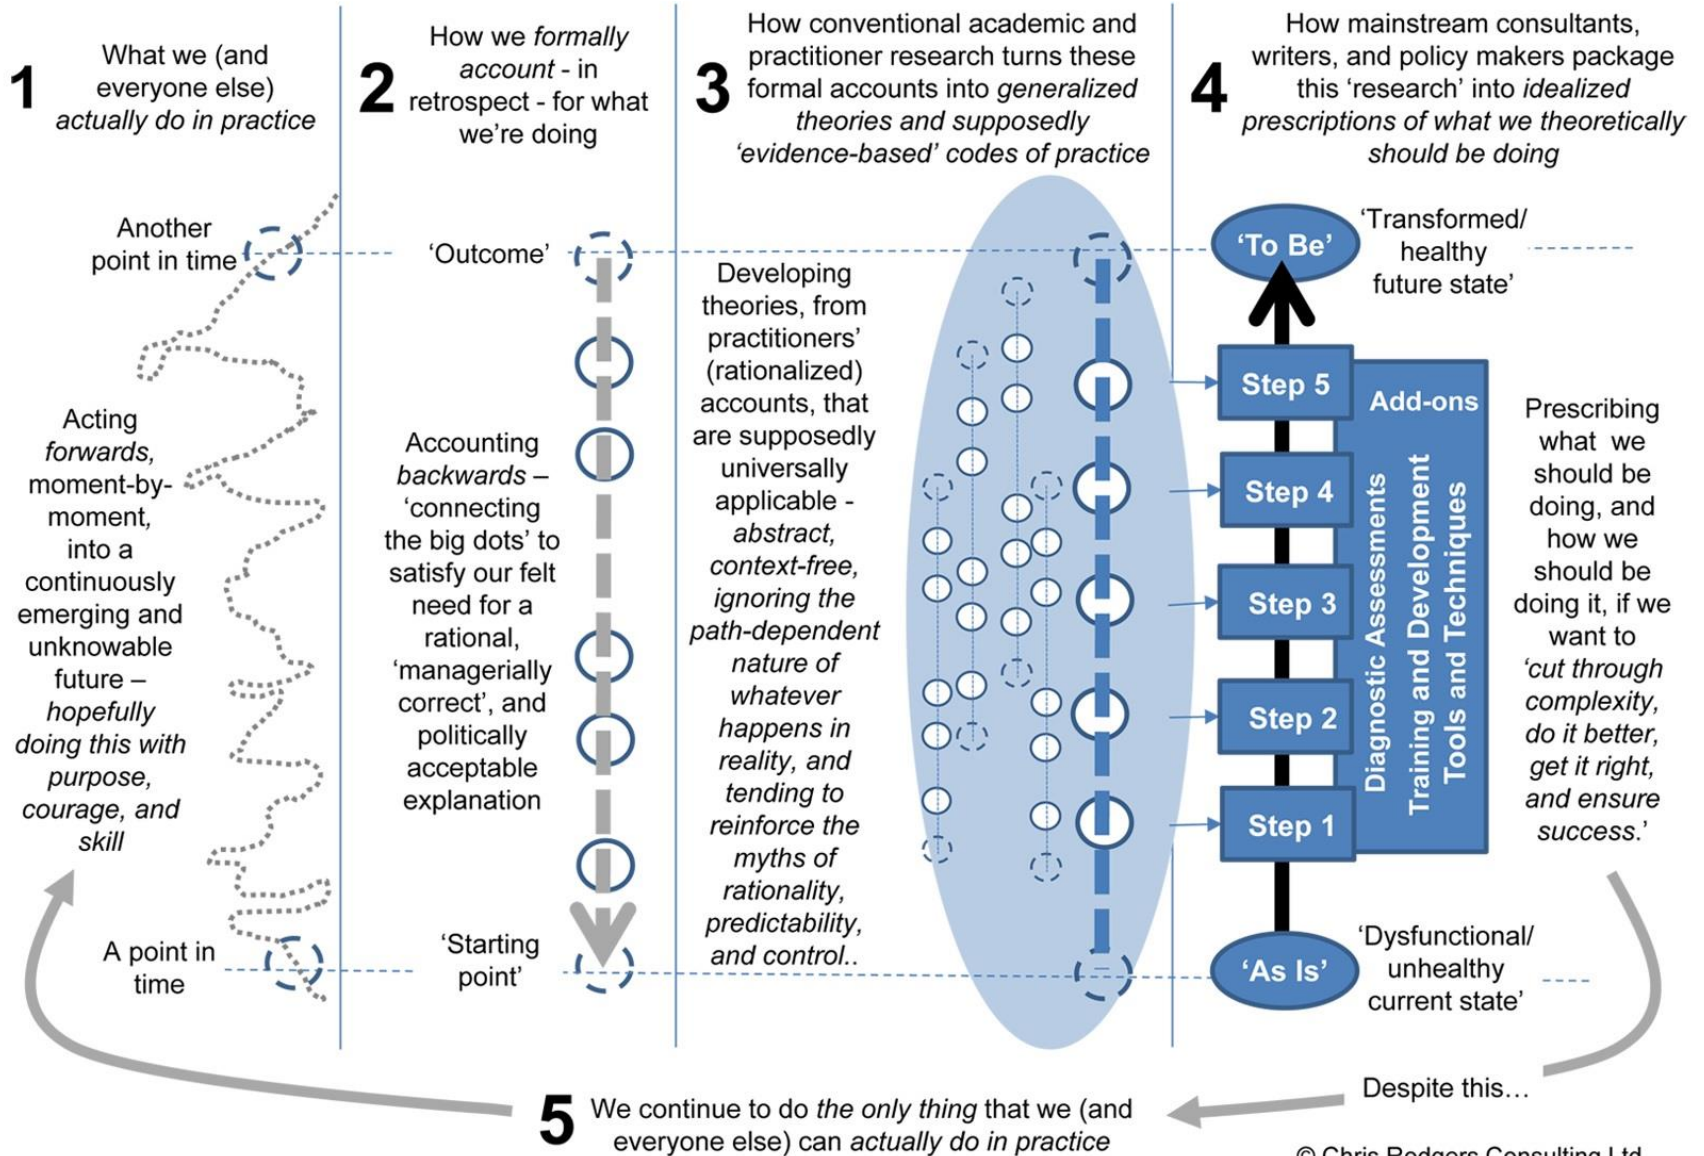 1
What we (and
everyone else)
actually do in practice
2
How we formally
account - in
retrospect - for what
we're doing
3
How conventional academic and
practitioner research turns these
formal accounts into generalized
theories and supposedly
‘evidence-based’ codes of practice
4
How mainstream consultants,
writers, and policy makers package
this ‘research’ into idealized
prescriptions of what we theoretically
should be doing
Another
point in time
Acting
forwards,
moment-by-
moment,
into a
continuously
emerging and
unknowable
future –
hopefully
doing this with
purpose,
courage, and
skill
A point in
time
‘Outcome’
Accounting
backwards –
‘connecting
the big dots’ to
satisfy our felt
need for a
rational,
‘managerially
correct’, and
politically
acceptable
explanation
‘Starting
point’
Developing
theories, from
practitioners’
(rationalized)
accounts, that
are supposedly
universally
applicable -
abstract,
context-free,
ignoring the
path-dependent
nature of
whatever
happens in
reality, and
tending to
reinforce the
myths of
rationality,
predictability,
and control..
‘To Be’
‘Transformed/
healthy
future state’
Step 5
Step 4
Step 3
Step 2
Step 1
Add-ons
Diagnostic Assessments
Training and Development
Tools and Techniques
‘As Is’
‘Dysfunctional/
unhealthy
current state’
Prescribing
what we
should be
doing, and
how we
should be
doing it, if we
want to
‘cut through
complexity,
do it better,
get it right,
and ensure
success.’
Despite this…
5
We continue to do the only thing that we (and
everyone else) can actually do in practice
© Chris Rodgers Consulting Ltd